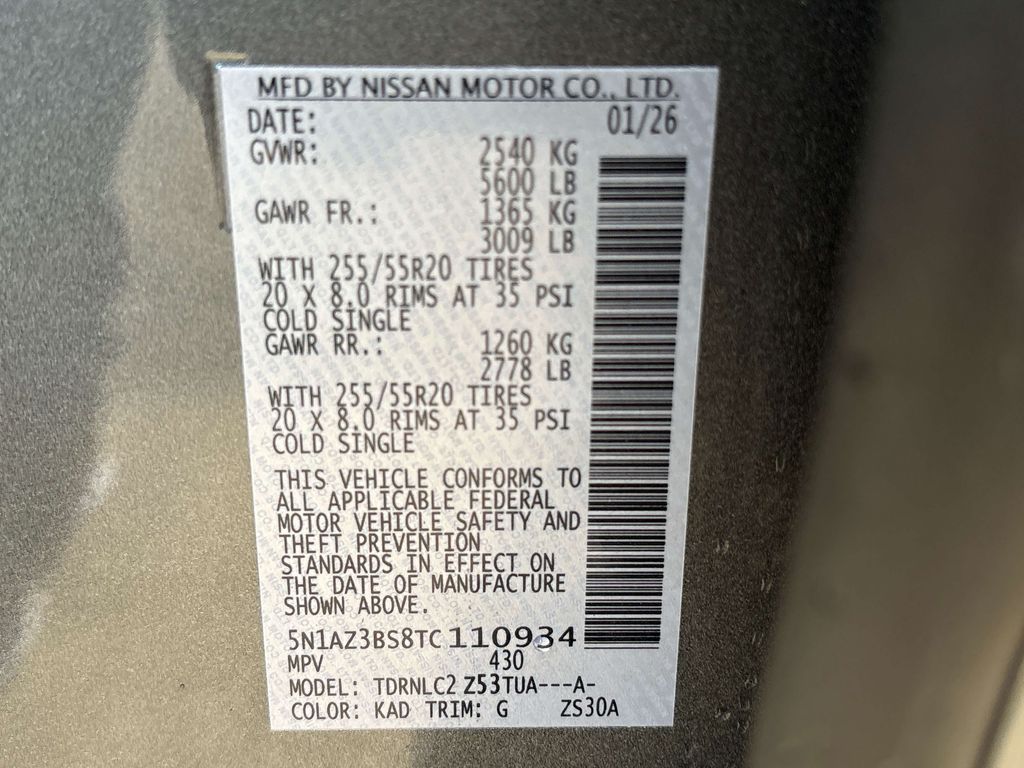 MFD BY NISSAN MOTOR CO., LTD.
DATE: 01/26
GVWR: 2540 KG
5600 LB
GAWR FR.: 1365 KG
3009 LB
WITH 255/55R20 TIRES
20 X 8.0 RIMS AT 35 PSI
COLD SINGLE
GAWR RR.: 1260 KG
2778 LB
WITH 255/55R20 TIRES
20 X 8.0 RIMS AT 35 PSI
COLD SINGLE
THIS VEHICLE CONFORMS TO
ALL APPLICABLE FEDERAL
MOTOR VEHICLE SAFETY AND
THEFT PREVENTION
STANDARDS IN EFFECT ON
THE DATE OF MANUFACTURE
SHOWN ABOVE.
5N1AZ3BS8TC110934
MPV 430
MODEL: TDRNLC2 Z53TUA---A-
COLOR: KAD TRIM: G ZS30A